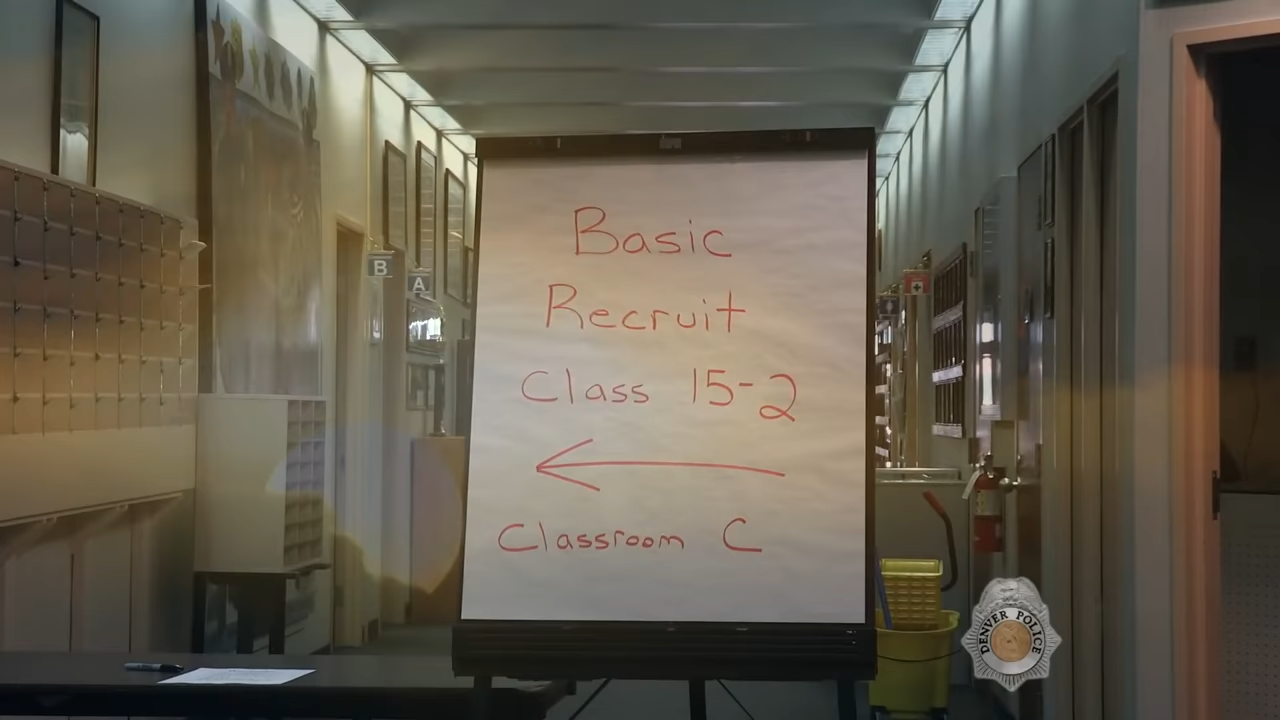 B
A
Basic
Recruit
Class 15-2
Classroom C
DENVER POLICE